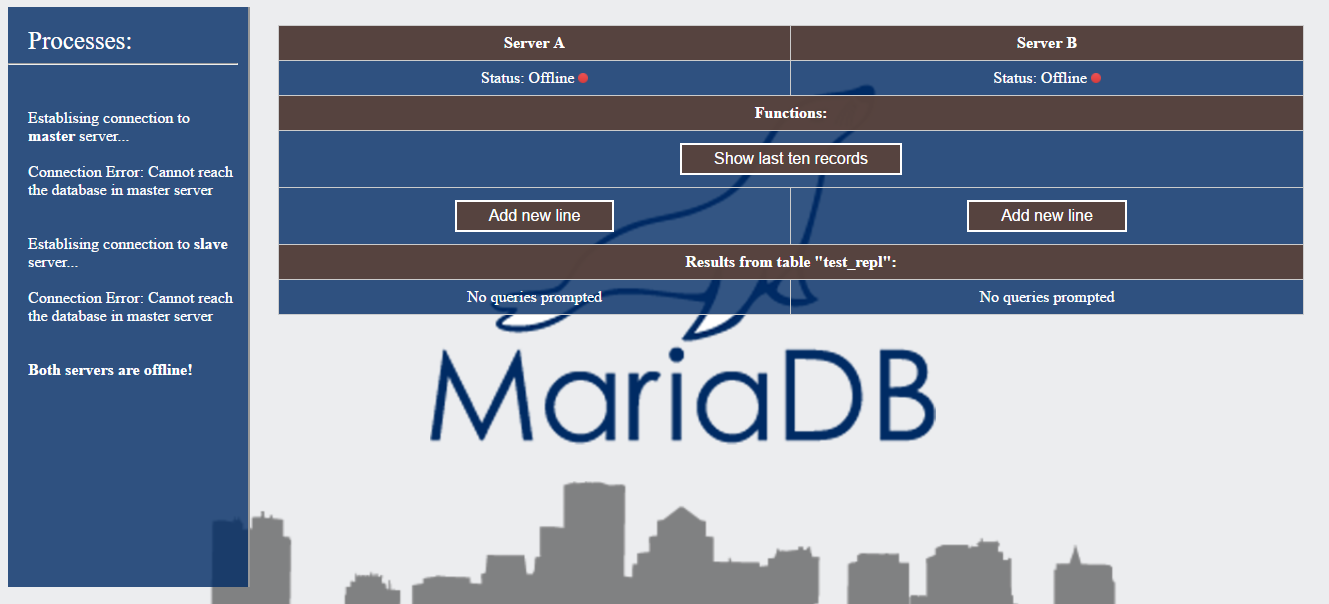 Processes:
Establising connection to
master server...
Connection Error: Cannot reach
the database in master server
Establising connection to slave
server...
Connection Error: Cannot reach
the database in master server
Both servers are offline!
Server A
Server B
Status: Offline
Status: Offline
Functions:
Show last ten records
Add new line
Add new line
Results from table "test_repl":
No queries prompted
No queries prompted
MariaDB